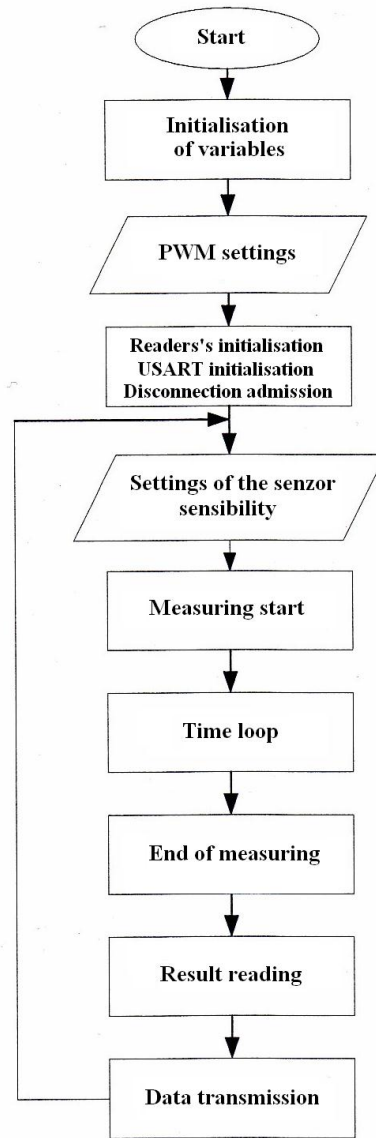 Start
Initialisation
of variables
PWM settings
Readers's initialisation
USART initialisation
Disconnection admission
Settings of the senzor
sensibility
Measuring start
Time loop
End of measuring
Result reading
Data transmission